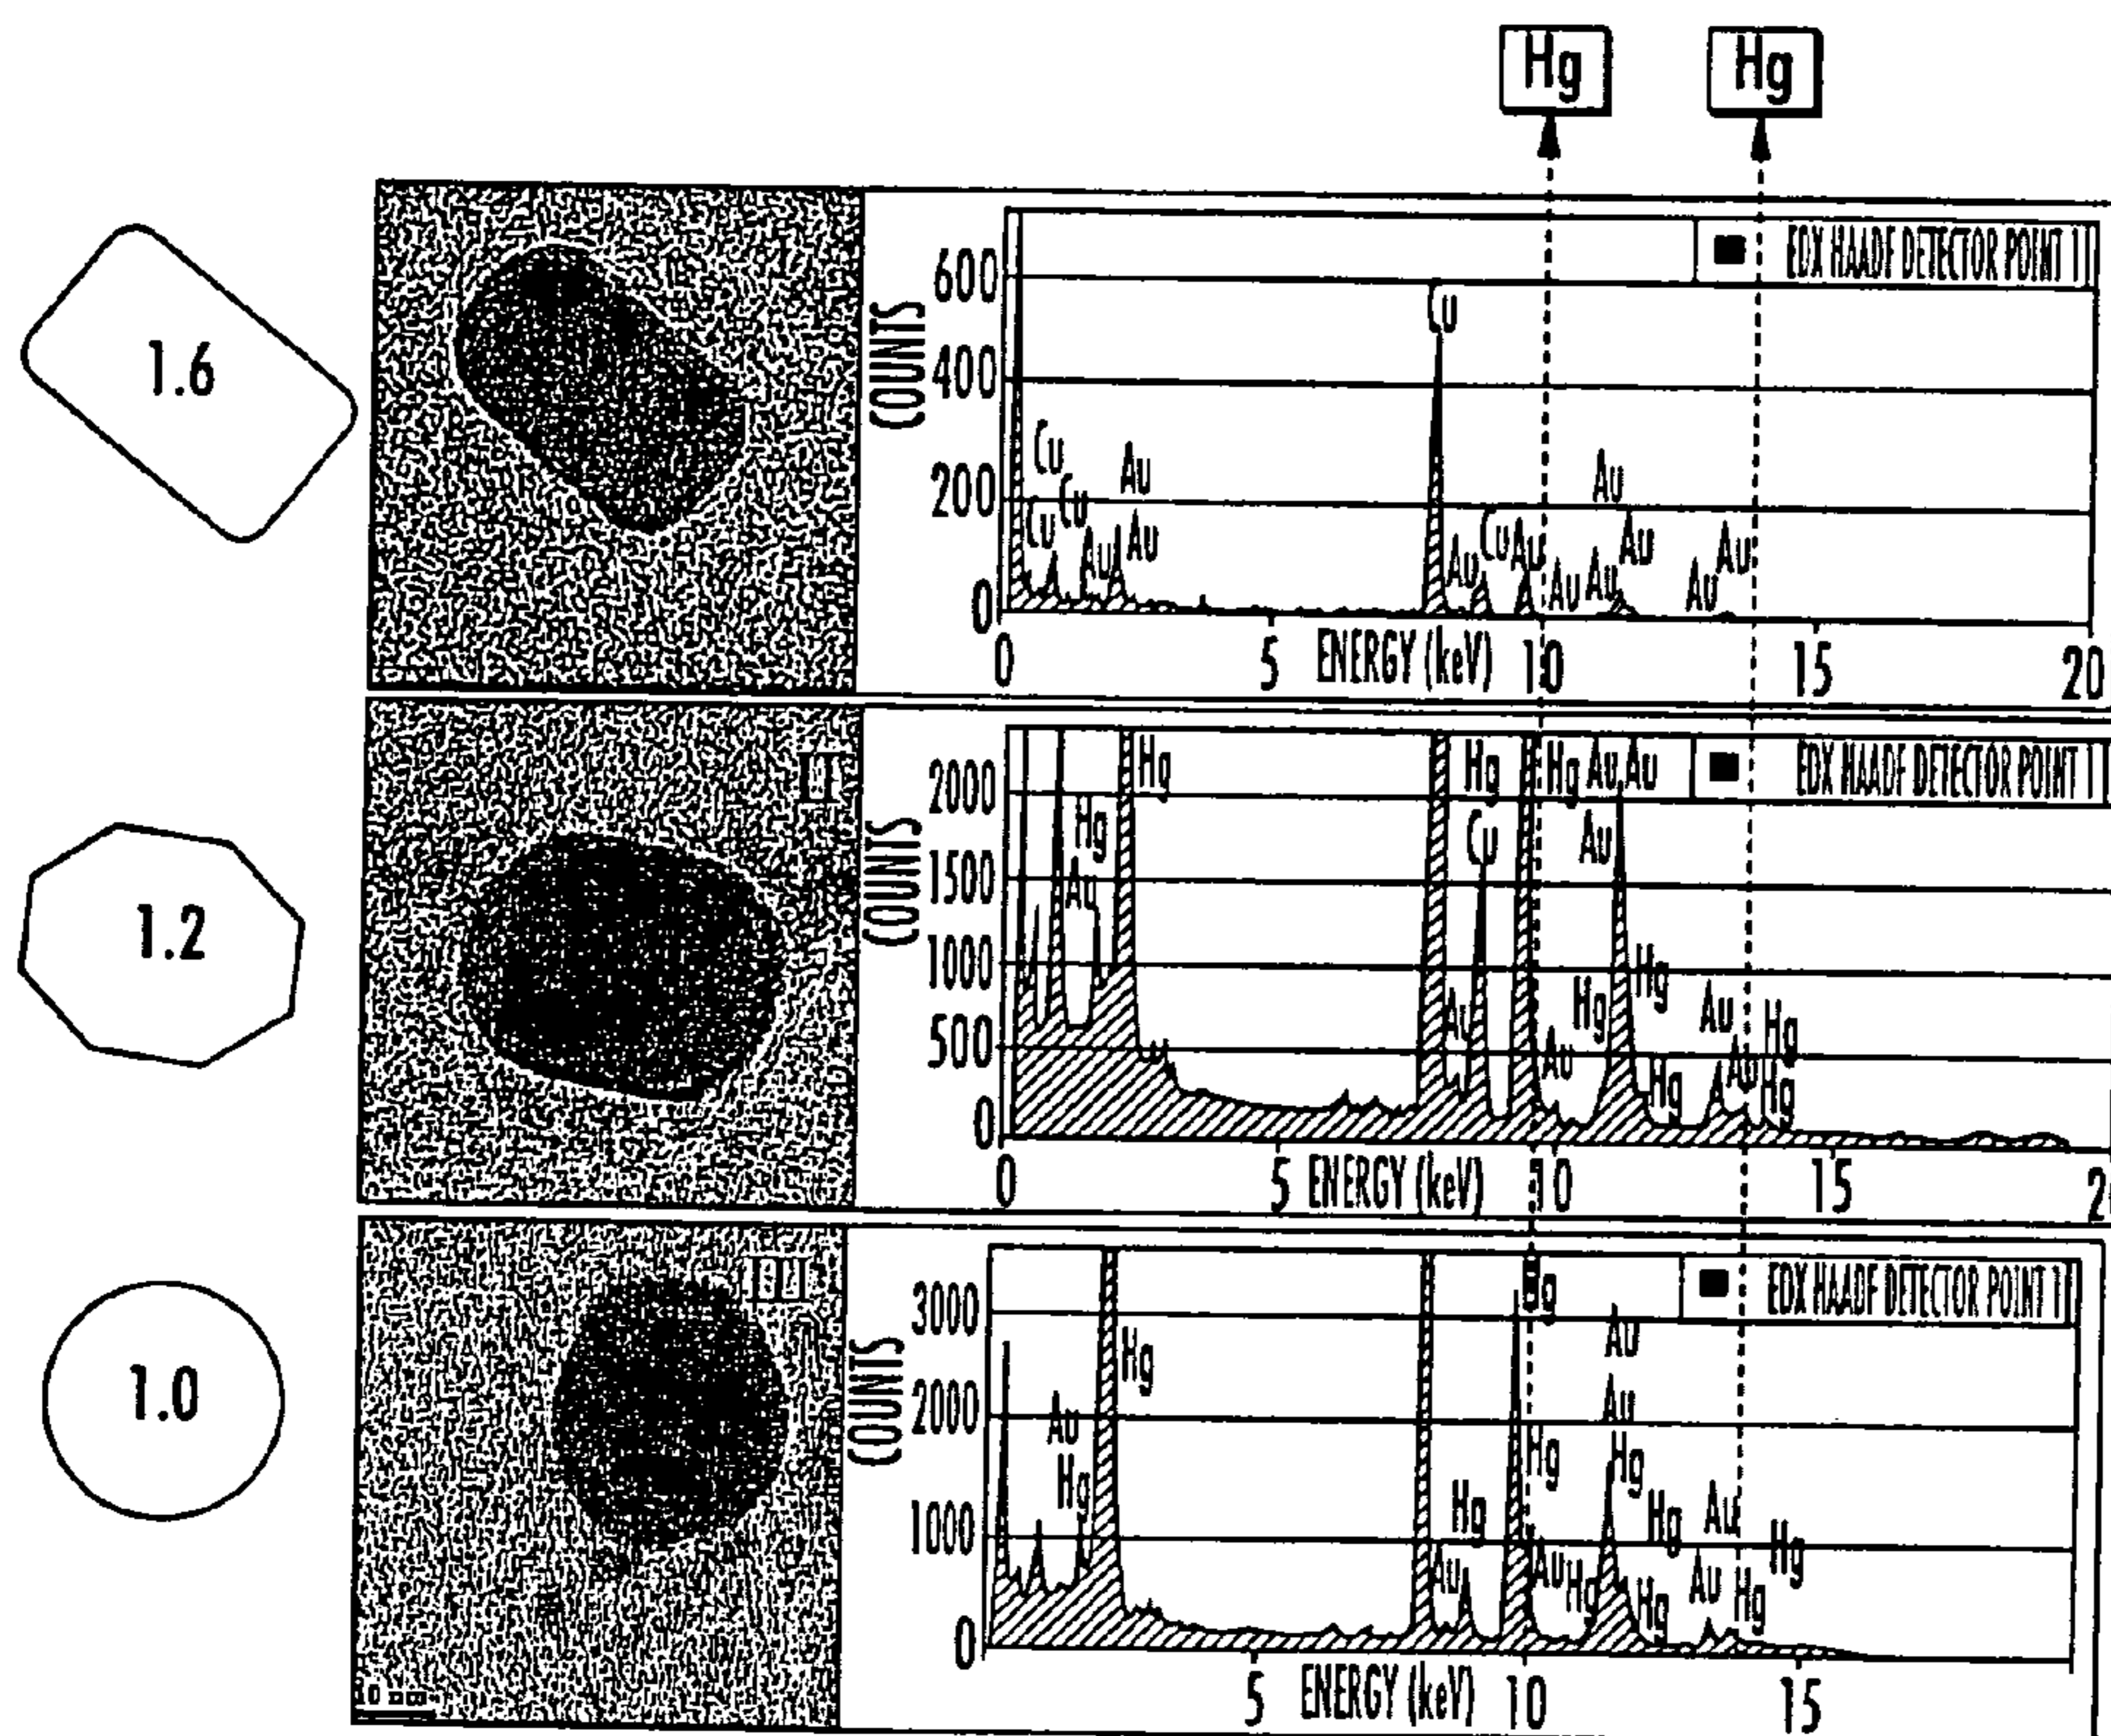 Hg Hg
1.6
I
COUNTS
600
400
200
0
EDX HAADF DETECTOR POINT 1
Cu
Cu Au Au
Cu Cu
Au Au Au Cu Au Au Au Au Au Au
0 5 ENERGY (keV) 10 15 20
1.2
II
COUNTS
2000
1500
1000
500
0
Hg Hg Hg Au Au
EDX HAADF DETECTOR POINT 1
Hg Cu Au
Au
Hg
Au Hg Au Hg
Au Hg Au Hg
0 5 ENERGY (keV) 10 15
1.0
III
COUNTS
3000
2000
1000
0
Hg
EDX HAADF DETECTOR POINT 1
Hg Au
Au Au
Hg Hg Hg
Hg Hg Au Hg
Au Au Hg Hg Au Hg
5 ENERGY (keV) 10 15